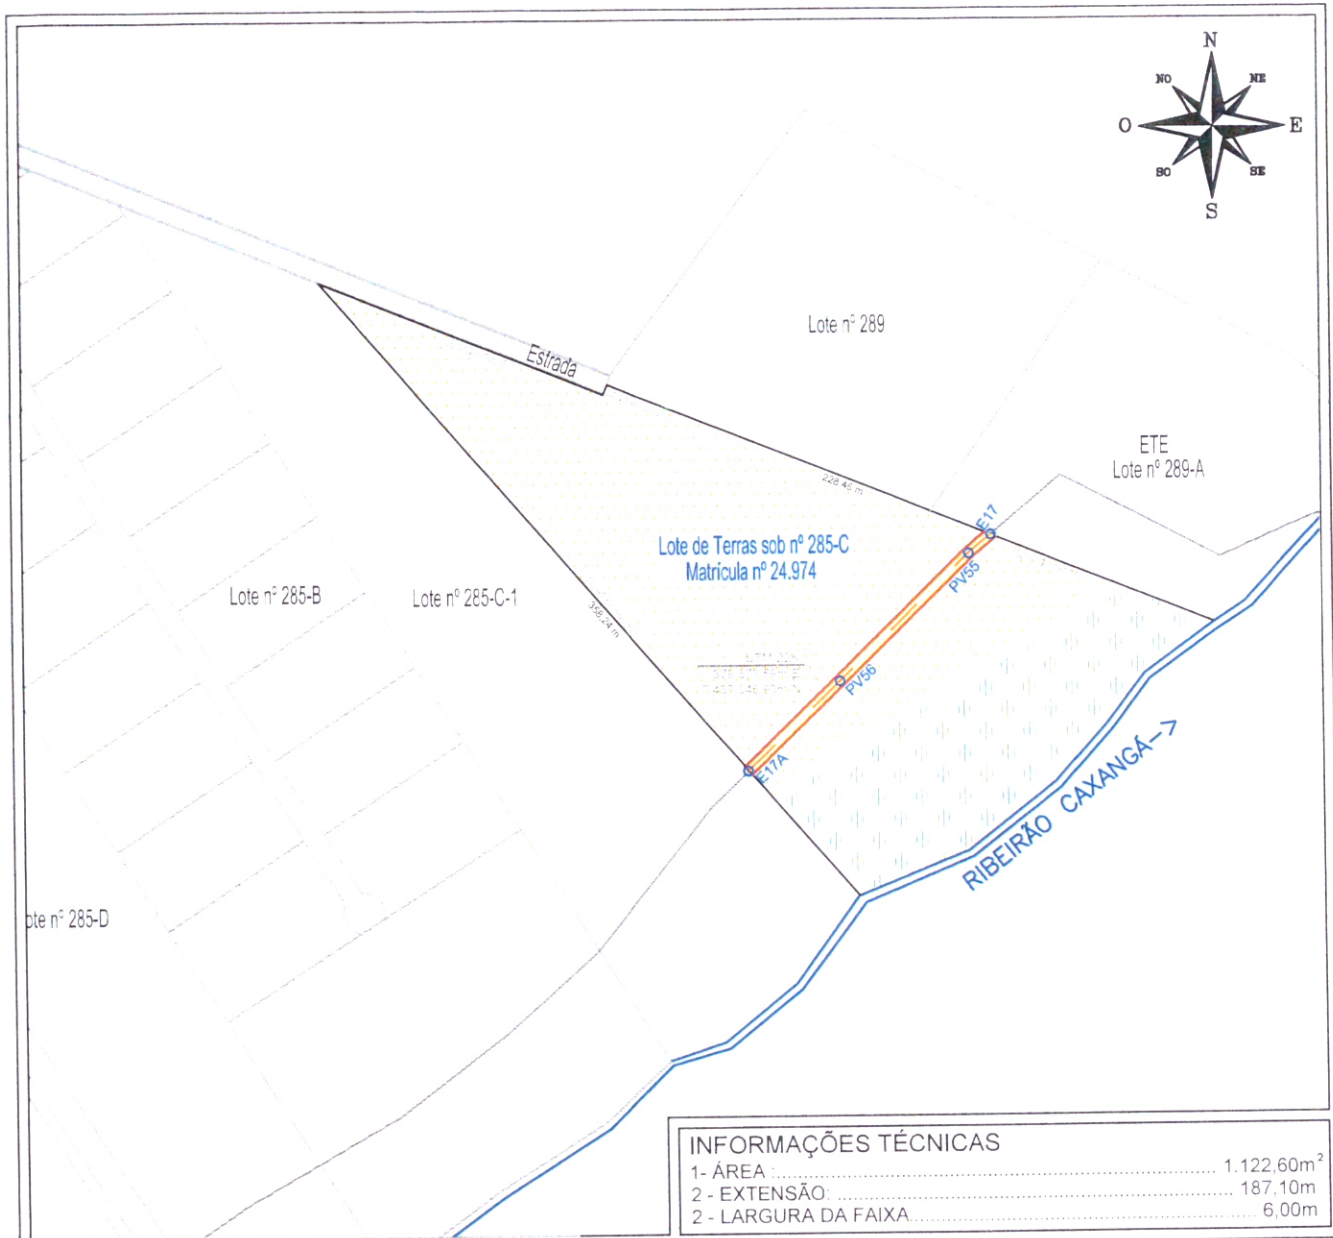 N
NO
NE
O
E
SO
SE
S
Lote nº 289
Estrada
ETE
Lote nº 289-A
228.45 m
E17
Lote de Terras sob nº 285-C
Matrícula nº 24.974
PV55
Lote nº 285-B
Lote nº 285-C-1
358,24 m
PV56
E17A
RIBEIRÃO CAXANGÁ-->
ote nº 285-D
INFORMAÇÕES TÉCNICAS
1- ÁREA :........ 1.122,60m²
2 - EXTENSÃO: ........ 187,10m
2 - LARGURA DA FAIXA........ 6,00m